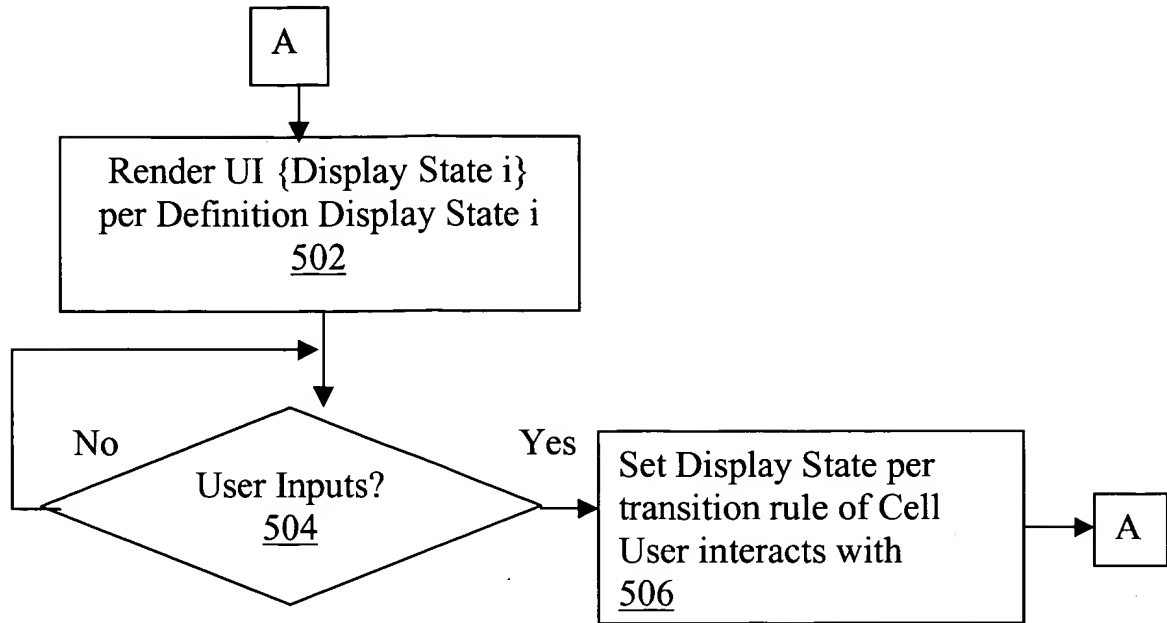 A
Render UI {Display State i}
per Definition Display State i
502
No
Yes
User Inputs?
504
Set Display State per
transition rule of Cell
User interacts with
506
A